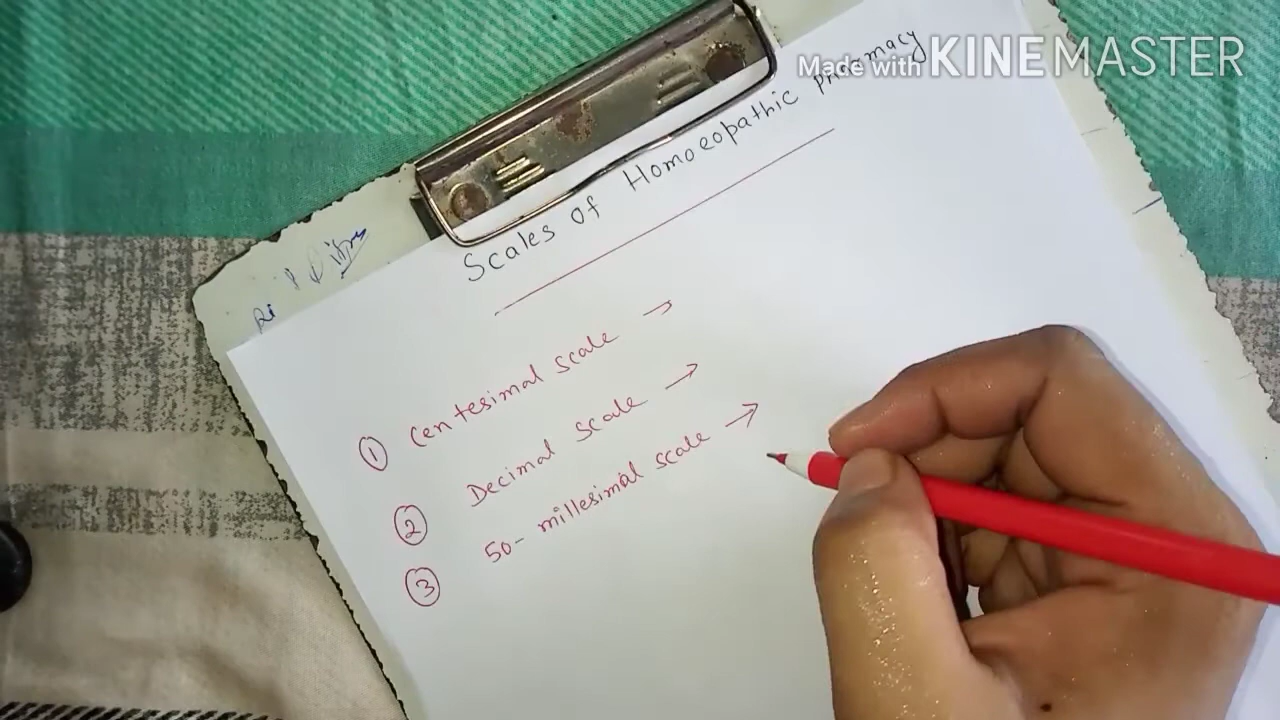 Made with KINEMASTER
Scales of Homoeopathic Pharmacy
① Centesimal scale →
② Decimal scale →
③ 50-millesimal scale →